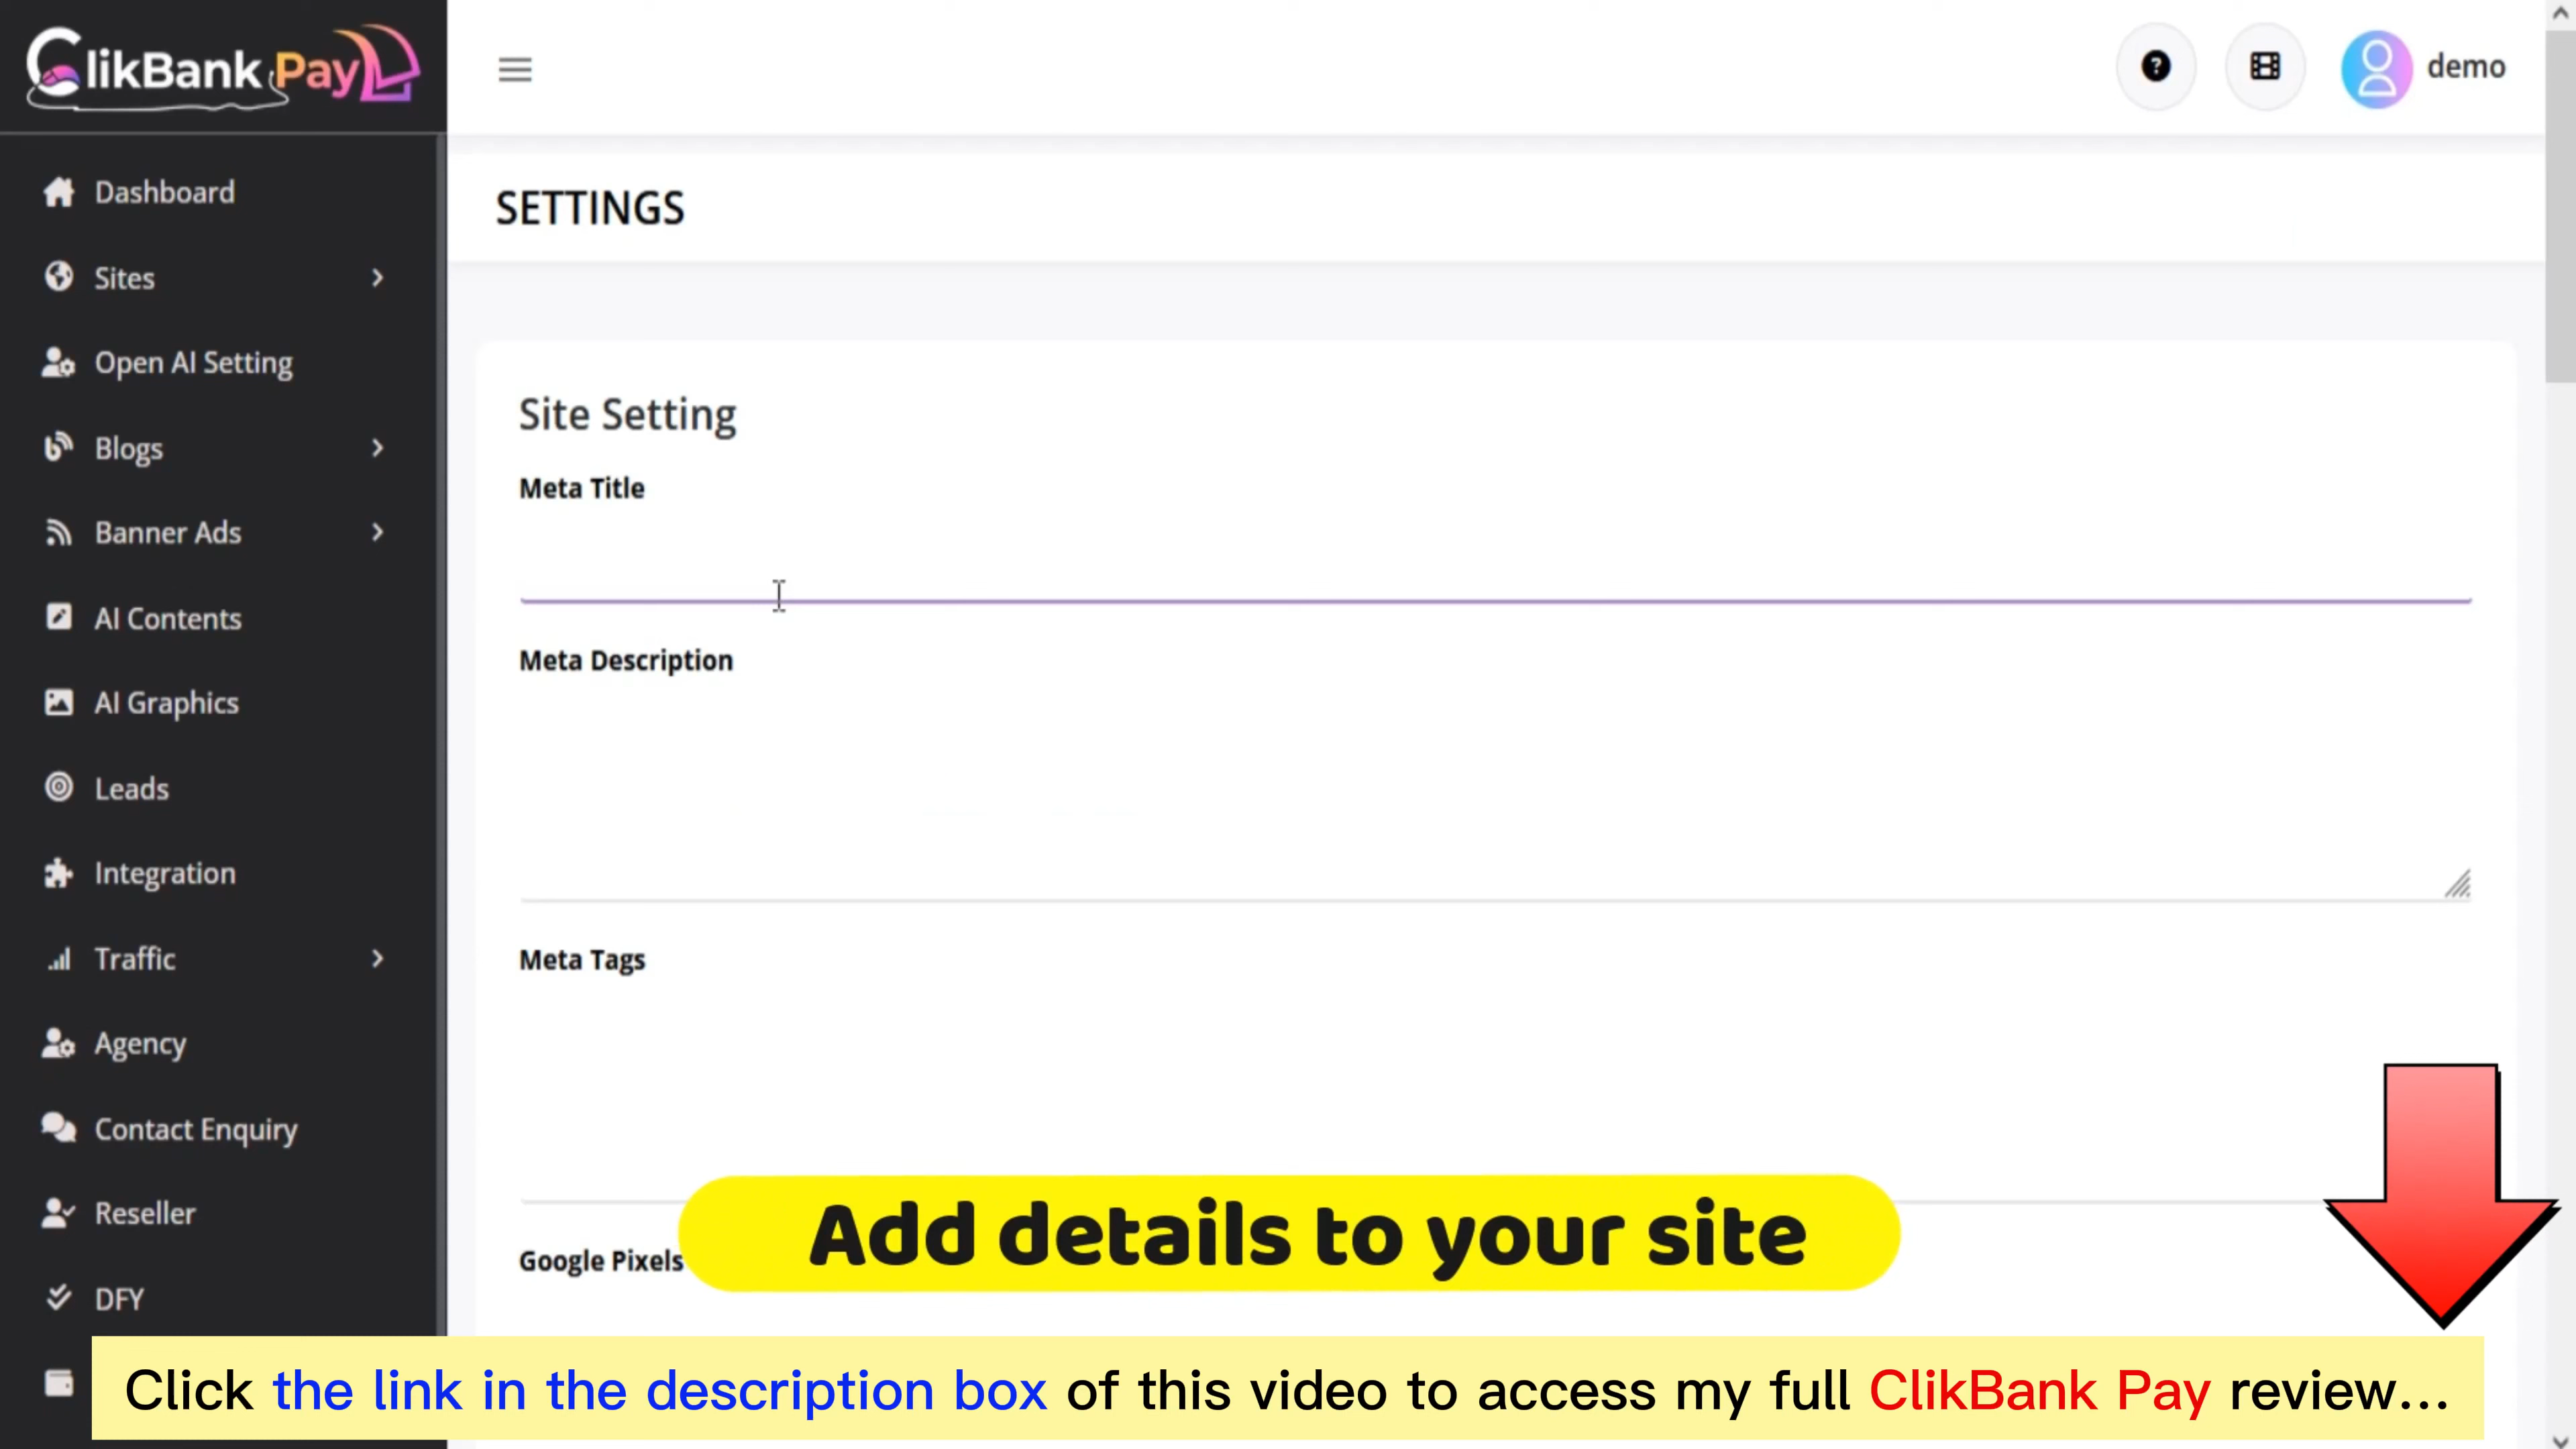 ClikBank Pay
demo
Dashboard
SETTINGS
Sites
Open AI Setting
Site Setting
Blogs
Meta Title
Banner Ads
AI Contents
Meta Description
AI Graphics
Leads
Integration
Traffic
Meta Tags
Agency
Contact Enquiry
Reseller
Add details to your site
Google Pixels
DFY
Click the link in the description box of this video to access my full ClikBank Pay review...